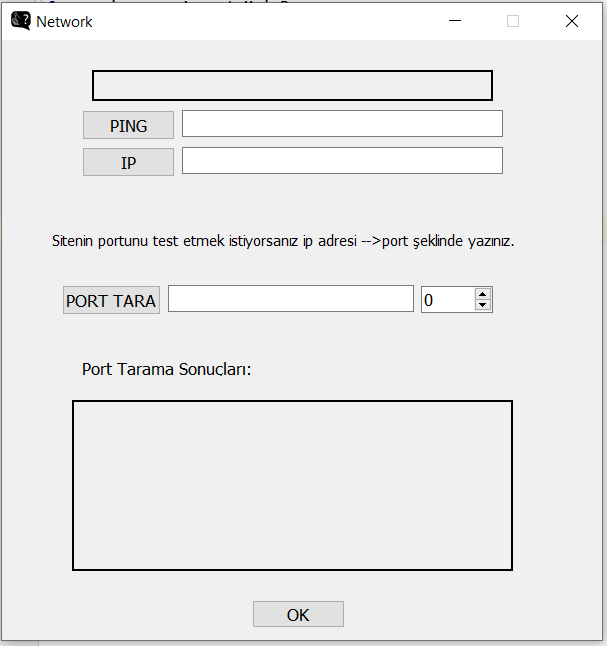 Network
PING
IP
Sitenin portunu test etmek istiyorsanız ip adresi -->port şeklinde yazınız.
PORT TARA
0
Port Tarama Sonuçları:
OK